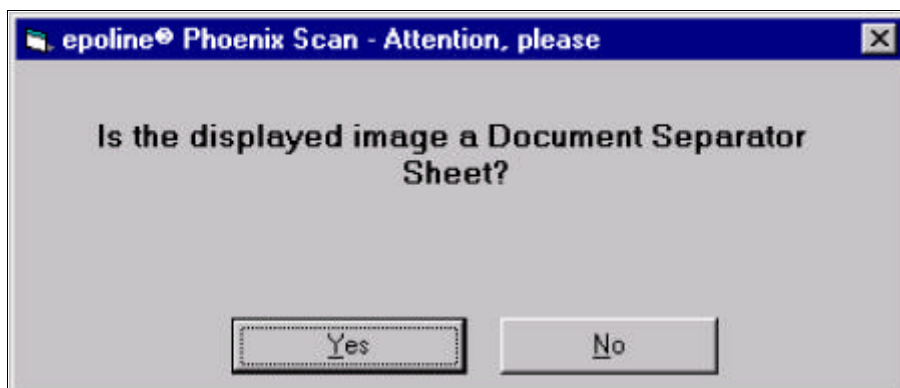 epoline® Phoenix Scan - Attention, please
Is the displayed image a Document Separator
Sheet?
Yes
No